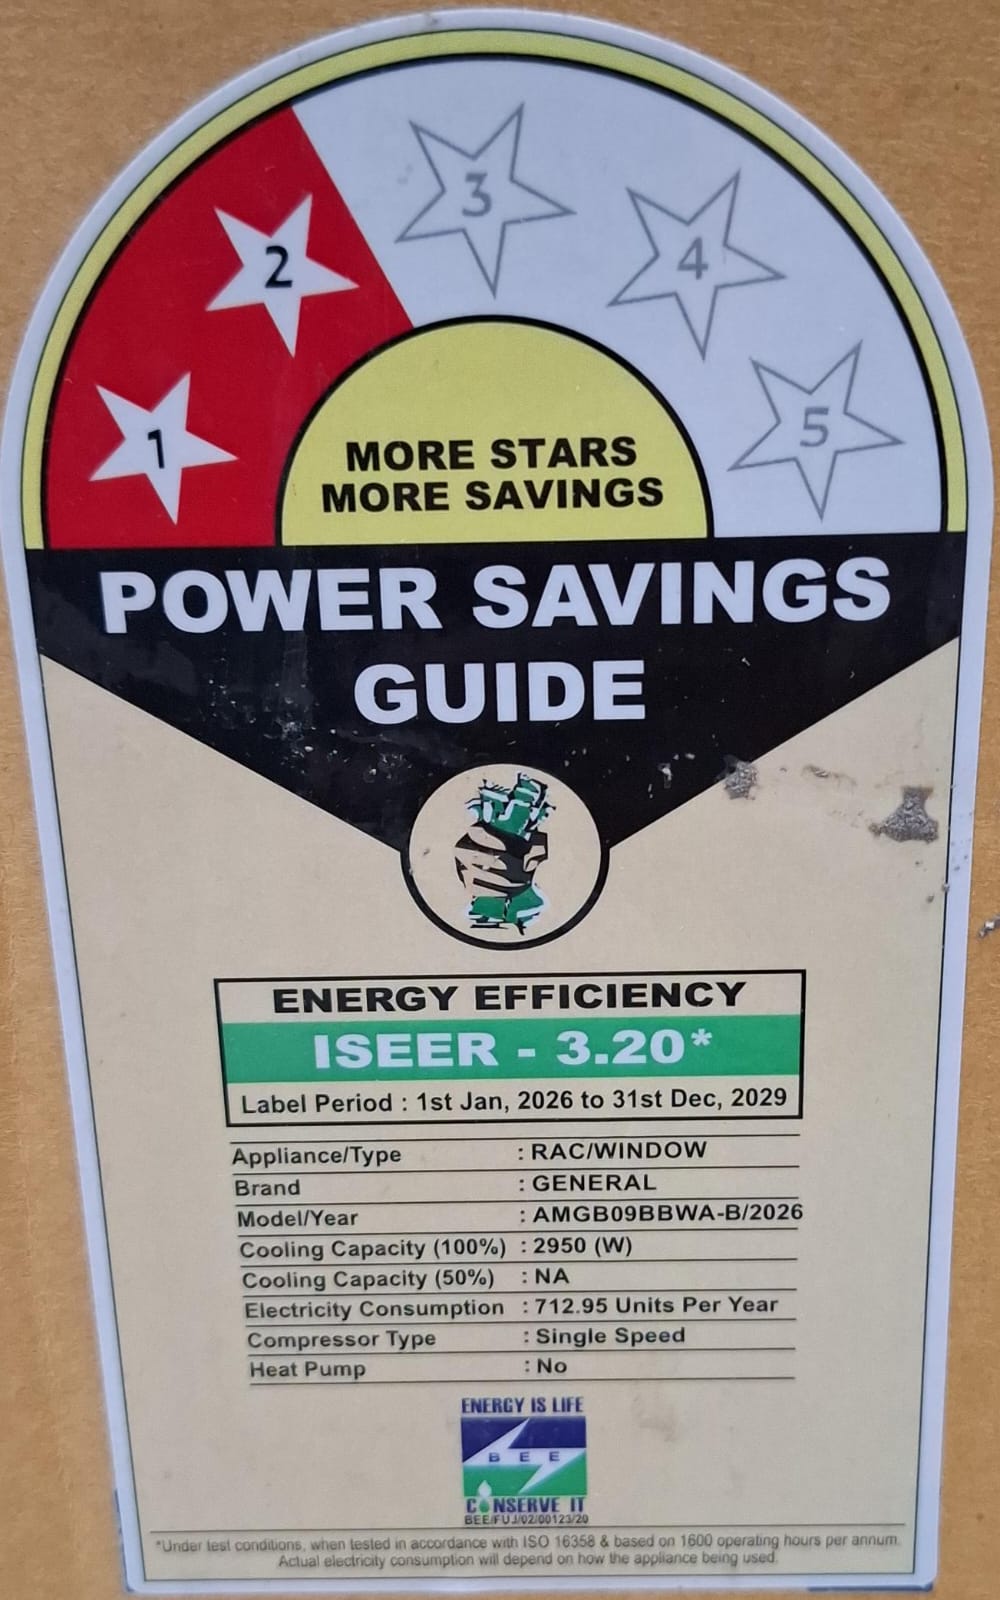 1
2
3
4
5
MORE STARS
MORE SAVINGS
POWER SAVINGS
GUIDE
ENERGY EFFICIENCY
ISEER - 3.20*
Label Period : 1st Jan, 2026 to 31st Dec, 2029
Appliance/Type : RAC/WINDOW
Brand : GENERAL
Model/Year : AMGB09BBWA-B/2026
Cooling Capacity (100%) : 2950 (W)
Cooling Capacity (50%) : NA
Electricity Consumption : 712.95 Units Per Year
Compressor Type : Single Speed
Heat Pump : No
ENERGY IS LIFE
B E E
CONSERVE IT
BEE/FUJ/02/00123/20
*Under test conditions, when tested in accordance with ISO 16358 & based on 1600 operating hours per annum.
Actual electricity consumption will depend on how the appliance being used.